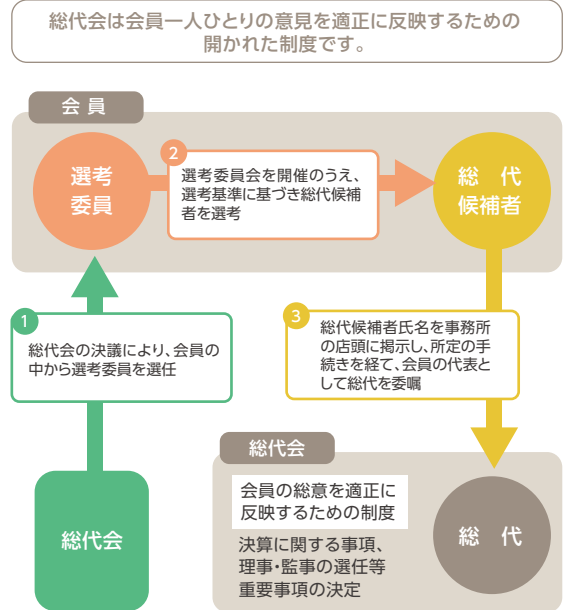 総代会は会員一人ひとりの意見を適正に反映するための
開かれた制度です。
会 員
選考
委員
2
選考委員会を開催のうえ、
選考基準に基づき総代候補
者を選考
総 代
候補者
1
総代会の決議により、会員の
中から選考委員を選任
3
総代候補者氏名を事務所
の店頭に掲示し、所定の手
続きを経て、会員の代表と
して総代を委嘱
総代会
総代会
会員の総意を適正に
反映するための制度
決算に関する事項、
理事・監事の選任等
重要事項の決定
総 代